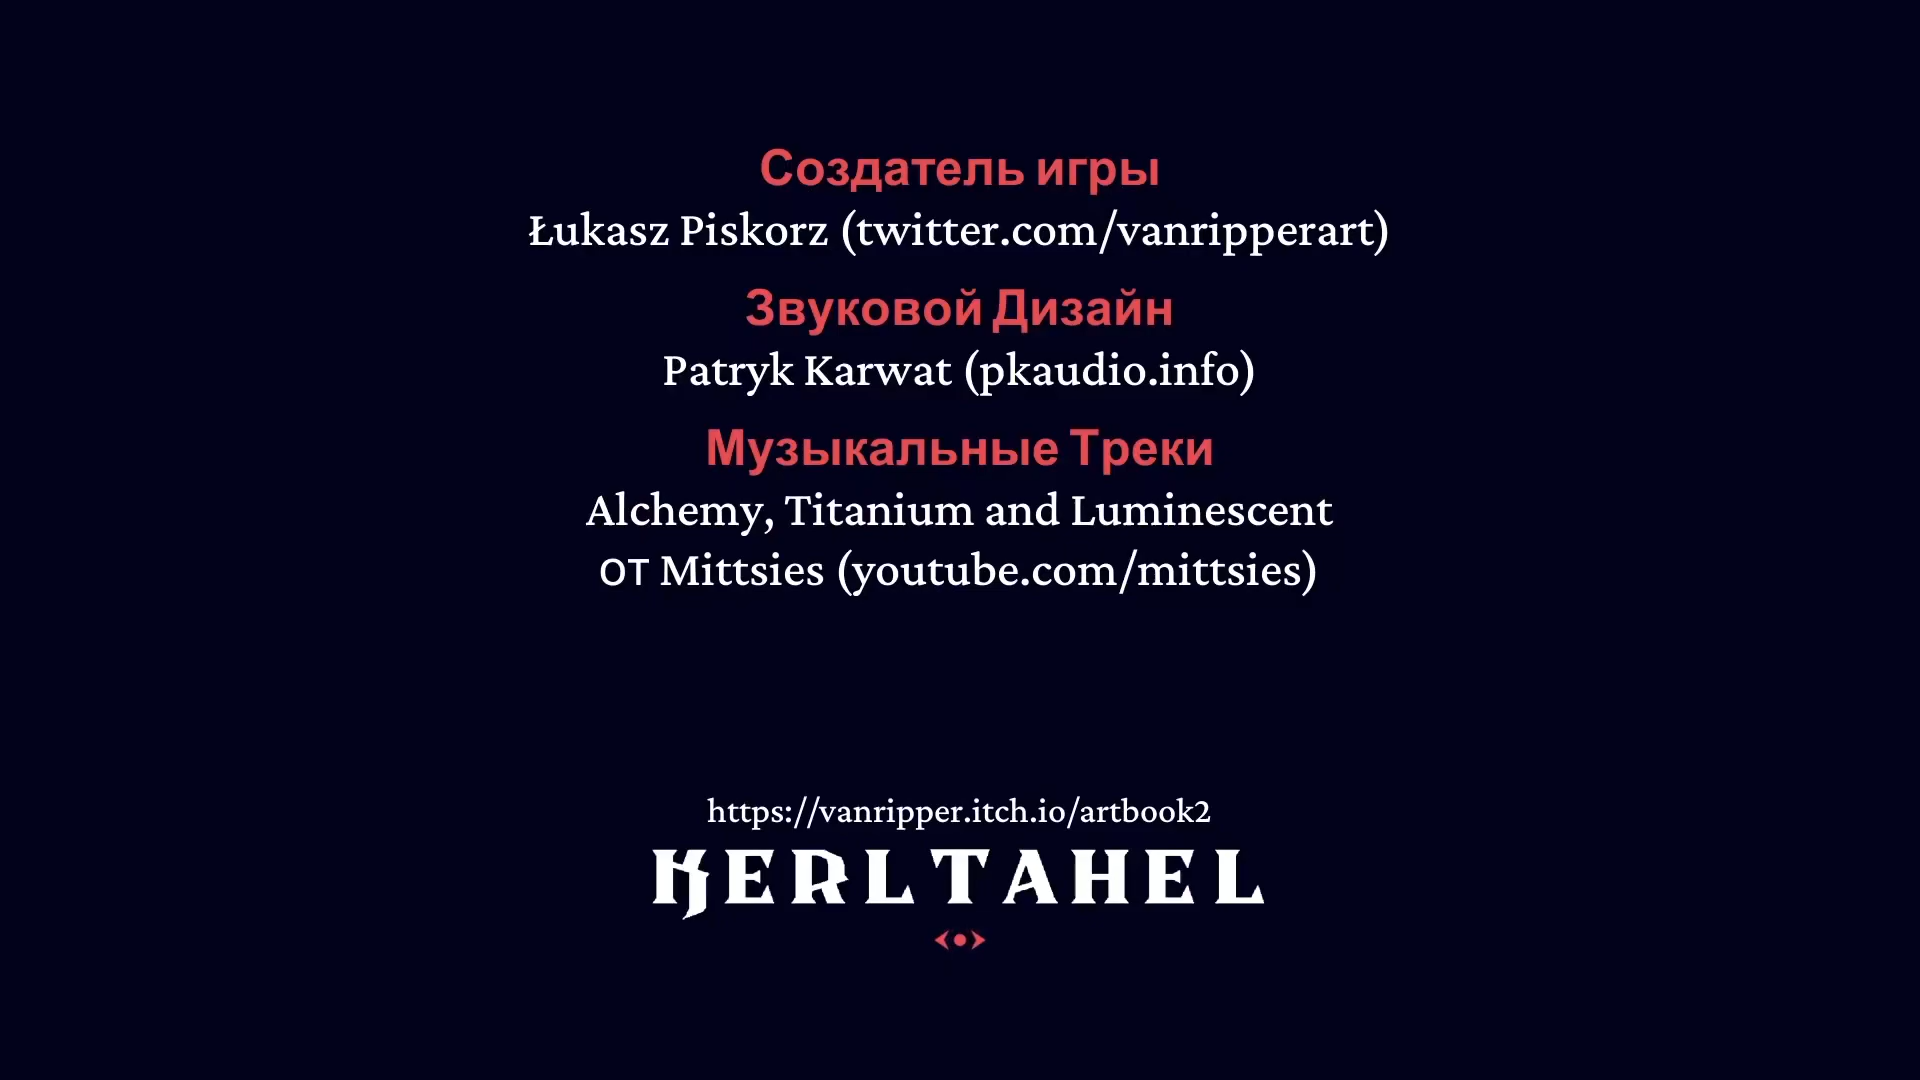 Создатель игры
Łukasz Piskorz (twitter.com/vanripperart)
Звуковой Дизайн
Patryk Karwat (pkaudio.info)
Музыкальные Треки
Alchemy, Titanium and Luminescent
от Mittsies (youtube.com/mittsies)
https://vanripper.itch.io/artbook2
KERLTAHEL